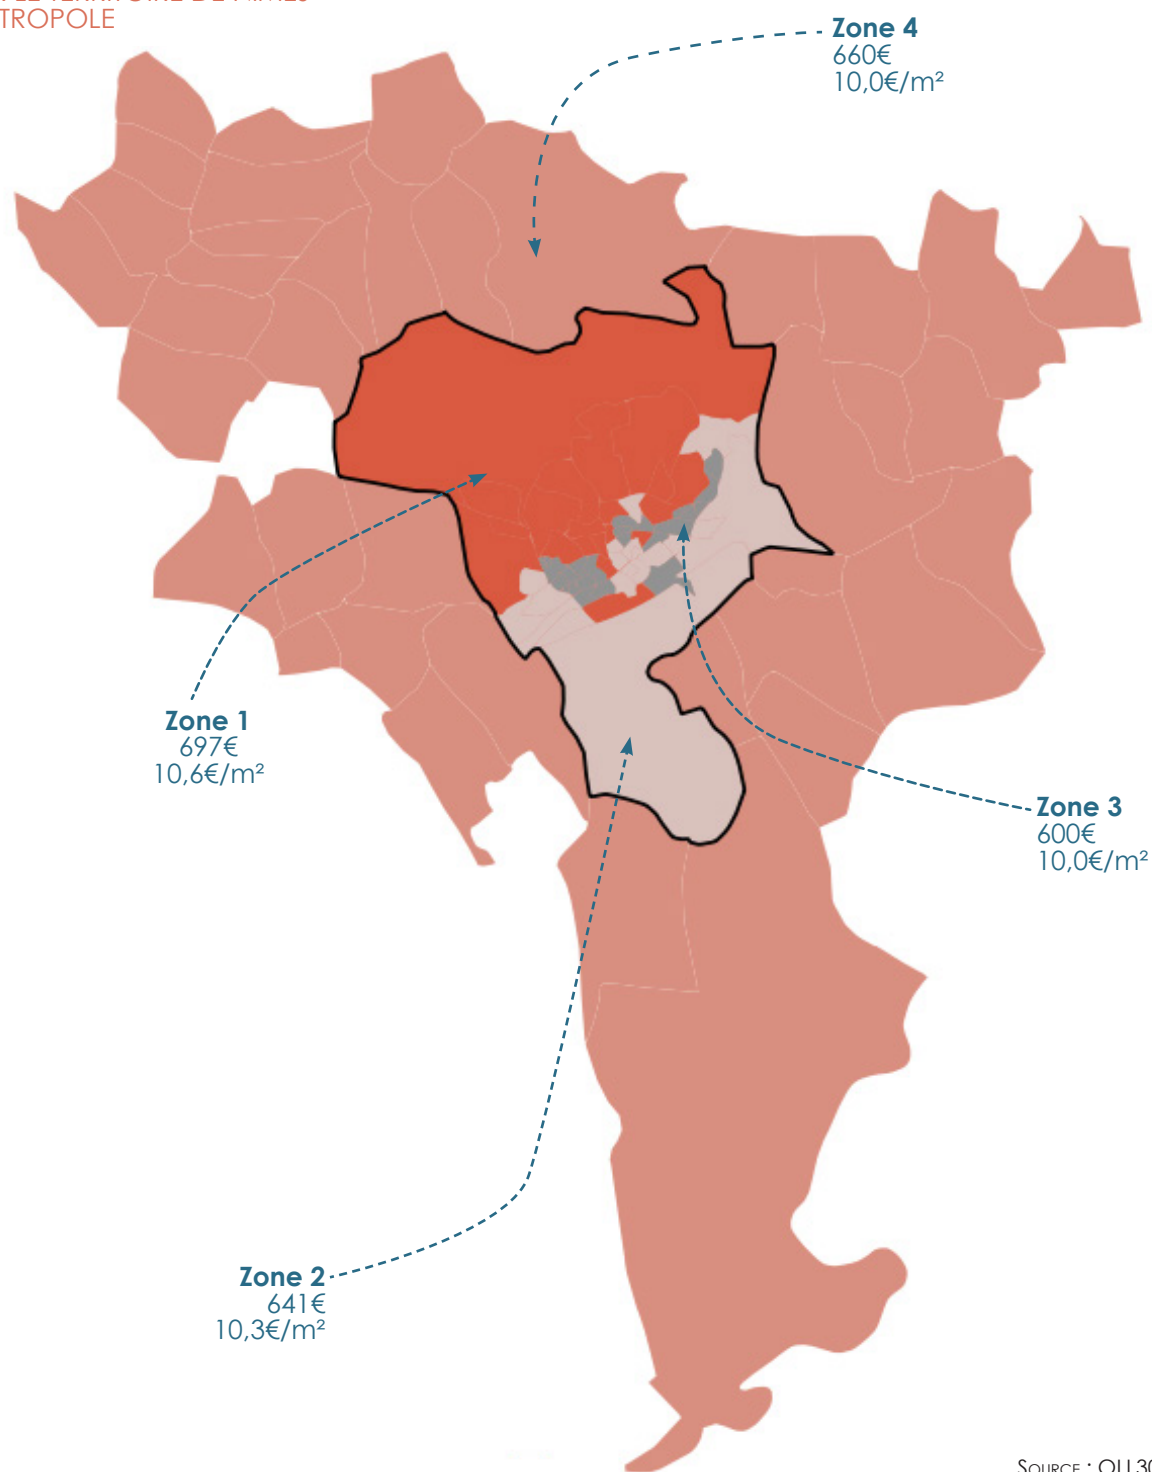 TROPOLE
Zone 4
660€
10,0€/m²
Zone 1
697€
10,6€/m²
Zone 3
600€
10,0€/m²
Zone 2
641€
10,3€/m²
Source : OLL30